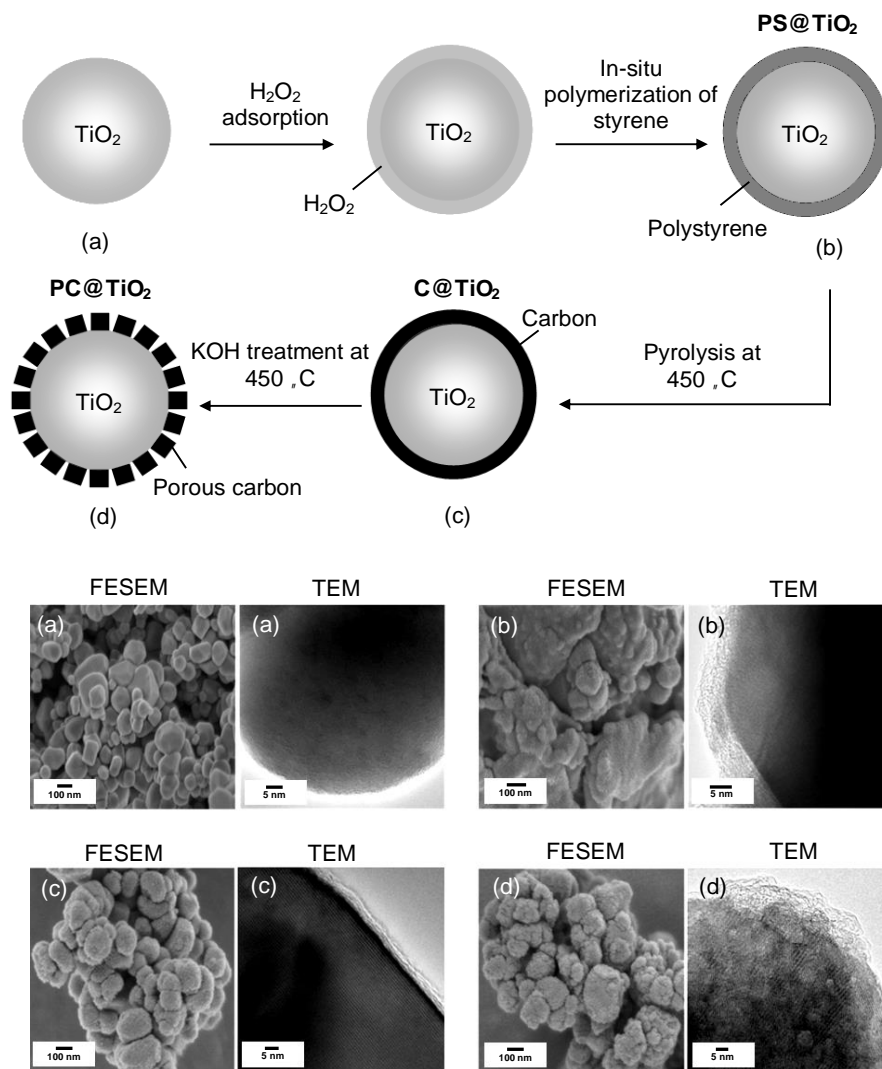 PS@TiO₂
TiO₂
H₂O₂
adsorption
TiO₂
H₂O₂
In-situ
polymerization of
styrene
TiO₂
Polystyrene
(a)
(b)
PC@TiO₂
C@TiO₂
TiO₂
KOH treatment at
450 „C
TiO₂
Carbon
Pyrolysis at
450 „C
Porous carbon
(d)
(c)
FESEM
TEM
FESEM
TEM
(a)
(a)
(b)
(b)
100 nm
5 nm
100 nm
5 nm
FESEM
TEM
FESEM
TEM
(c)
(c)
(d)
(d)
100 nm
5 nm
100 nm
5 nm